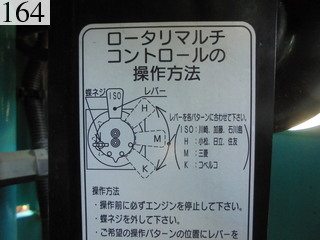 164
ロータリマルチ
コントロールの
操作方法
蝶ネジ
レバー
ISO
H
M
K
8
レバーを各パターンに合わせて下さい。
ISO：川崎、加藤、石川島
H：小松、日立、住友
M：三菱
K：コベルコ
操作方法
・操作前に必ずエンジンを停止して下さい。
・蝶ネジを外して下さい。
・ご希望の操作パターンの位置にレバーを